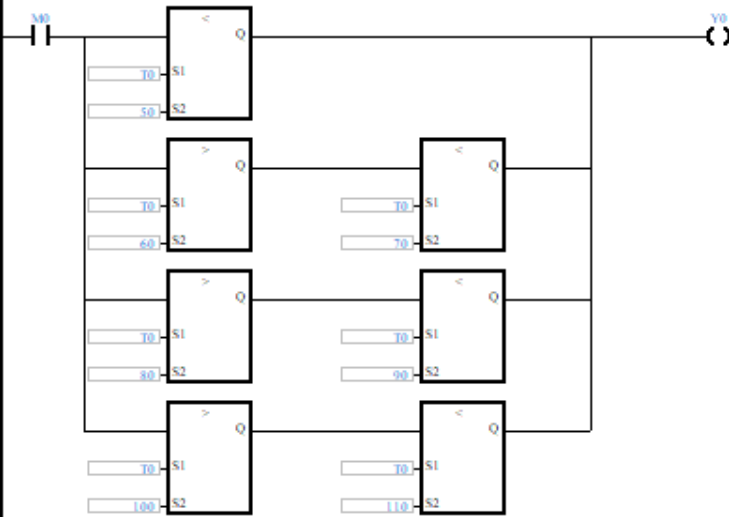 M0 Y0
< Q
T0 S1
50 S2
> Q < Q
T0 S1 T0 S1
60 S2 70 S2
> Q < Q
T0 S1 T0 S1
80 S2 90 S2
> Q < Q
T0 S1 T0 S1
100 S2 110 S2